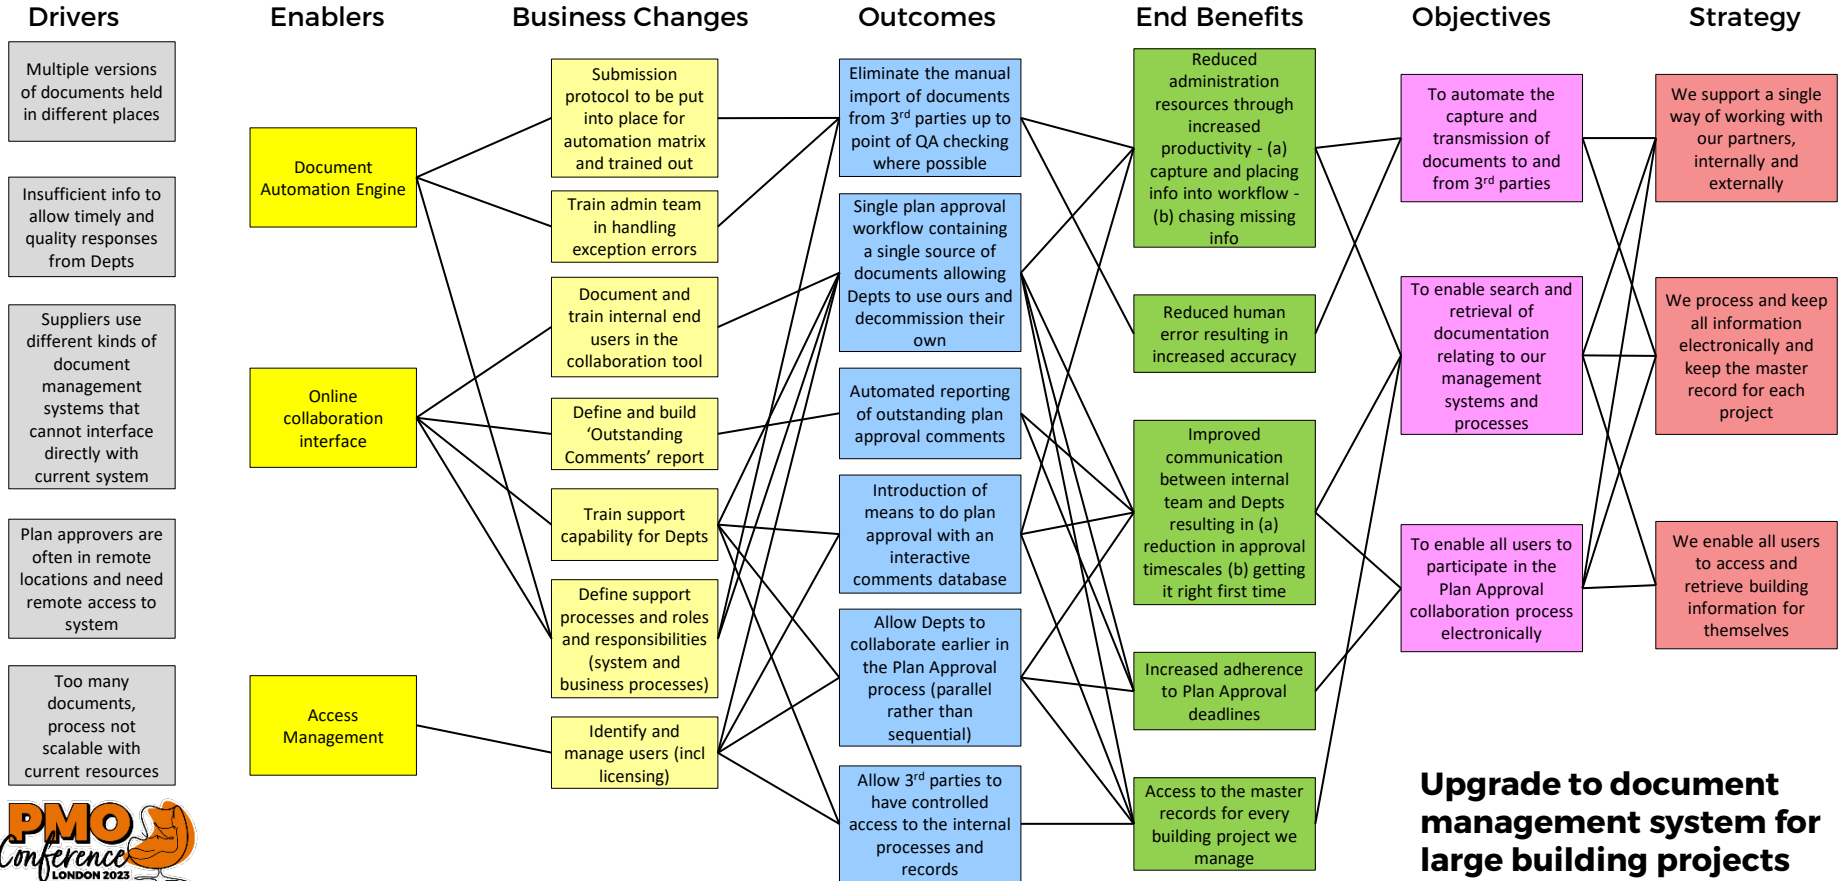 Drivers
Enablers
Business Changes
Outcomes
End Benefits
Objectives
Strategy
Multiple versions
of documents held
in different places
Insufficient info to
allow timely and
quality responses
from Depts
Suppliers use
different kinds of
document
management
systems that
cannot interface
directly with
current system
Plan approvers are
often in remote
locations and need
remote access to
system
Too many
documents,
process not
scalable with
current resources
Document
Automation Engine
Online
collaboration
interface
Access
Management
Submission
protocol to be put
into place for
automation matrix
and trained out
Train admin team
in handling
exception errors
Document and
train internal end
users in the
collaboration tool
Define and build
‘Outstanding
Comments’ report
Train support
capability for Depts
Define support
processes and roles
and responsibilities
(system and
business processes)
Identify and
manage users (incl
licensing)
Eliminate the manual
import of documents
from 3rd parties up to
point of QA checking
where possible
Single plan approval
workflow containing
a single source of
documents allowing
Depts to use ours and
decommission their
own
Automated reporting
of outstanding plan
approval comments
Introduction of
means to do plan
approval with an
interactive
comments database
Allow Depts to
collaborate earlier in
the Plan Approval
process (parallel
rather than
sequential)
Allow 3rd parties to
have controlled
access to the internal
processes and
records
Reduced
administration
resources through
increased
productivity - (a)
capture and placing
info into workflow -
(b) chasing missing
info
Reduced human
error resulting in
increased accuracy
Improved
communication
between internal
team and Depts
resulting in (a)
reduction in approval
timescales (b) getting
it right first time
Increased adherence
to Plan Approval
deadlines
Access to the master
records for every
building project we
manage
To automate the
capture and
transmission of
documents to and
from 3rd parties
To enable search and
retrieval of
documentation
relating to our
management
systems and
processes
To enable all users to
participate in the
Plan Approval
collaboration process
electronically
We support a single
way of working with
our partners,
internally and
externally
We process and keep
all information
electronically and
keep the master
record for each
project
We enable all users
to access and
retrieve building
information for
themselves
PMO
Conference
LONDON 2023
Upgrade to document
management system for
large building projects